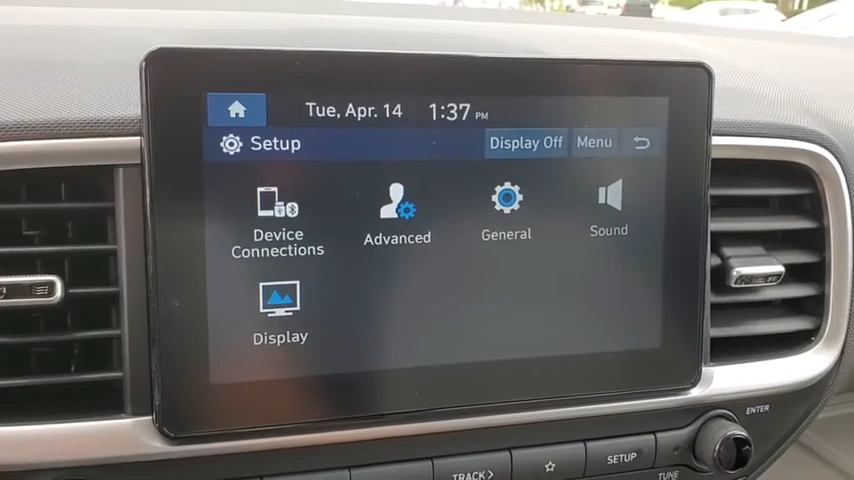 Tue, Apr. 14 1:37 PM
Setup Display Off Menu
Device Connections
Advanced
General
Sound
Display
ENTER
TRACK
SETUP
TUNE